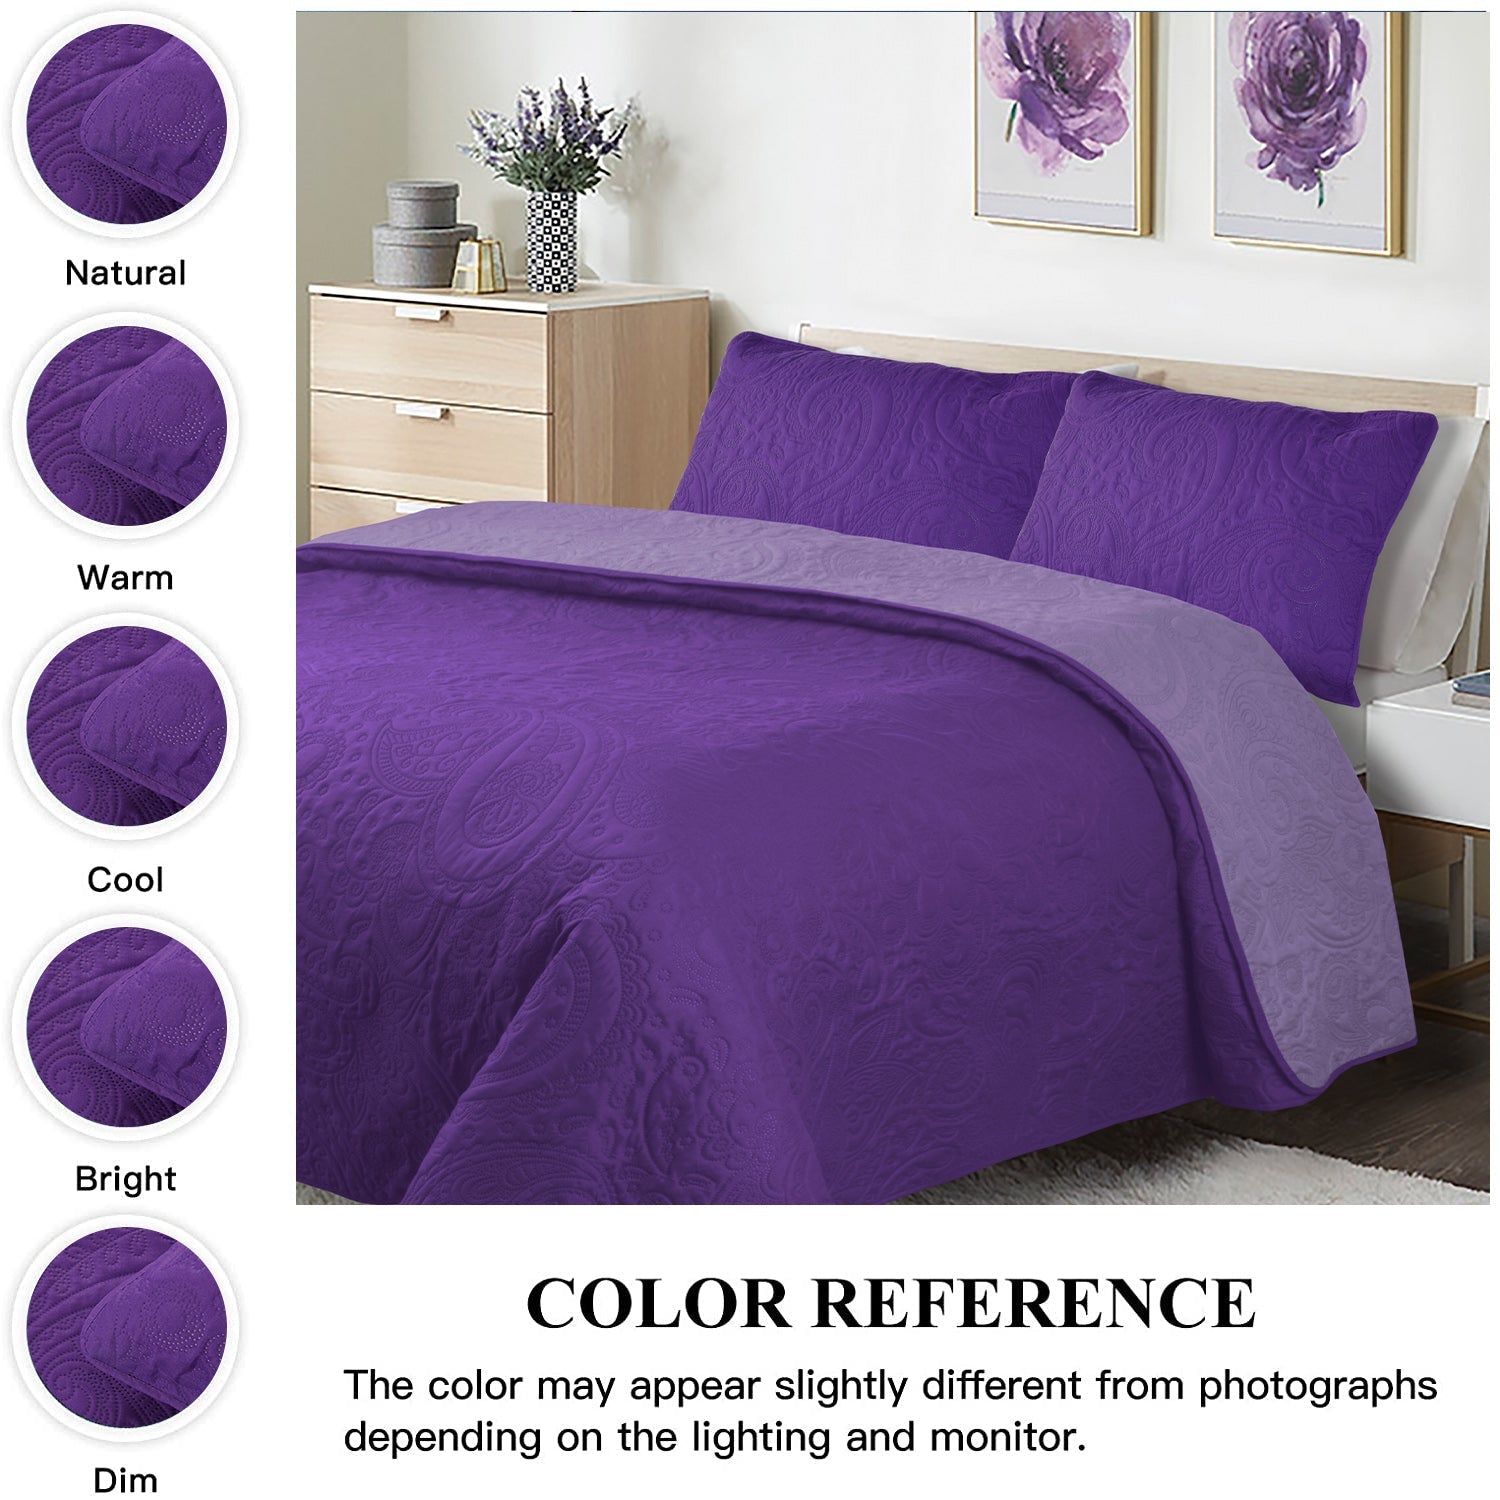 Natural
Warm
Cool
Bright
Dim
COLOR REFERENCE
The color may appear slightly different from photographs
depending on the lighting and monitor.